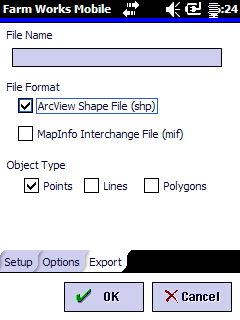 Farm Works Mobile 5:24
File Name
File Format
ArcView Shape File (shp)
MapInfo Interchange File (mif)
Object Type
Points Lines Polygons
Setup Options Export
OK Cancel